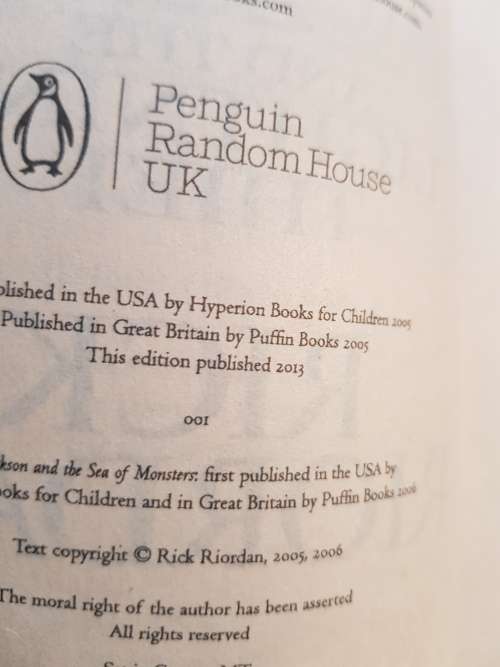 Penguin
Random House
UK
blished in the USA by Hyperion Books for Children 2005
Published in Great Britain by Puffin Books 2005
This edition published 2013
001
kson and the Sea of Monsters: first published in the USA by
ooks for Children and in Great Britain by Puffin Books 2006
Text copyright © Rick Riordan, 2005, 2006
The moral right of the author has been asserted
All rights reserved